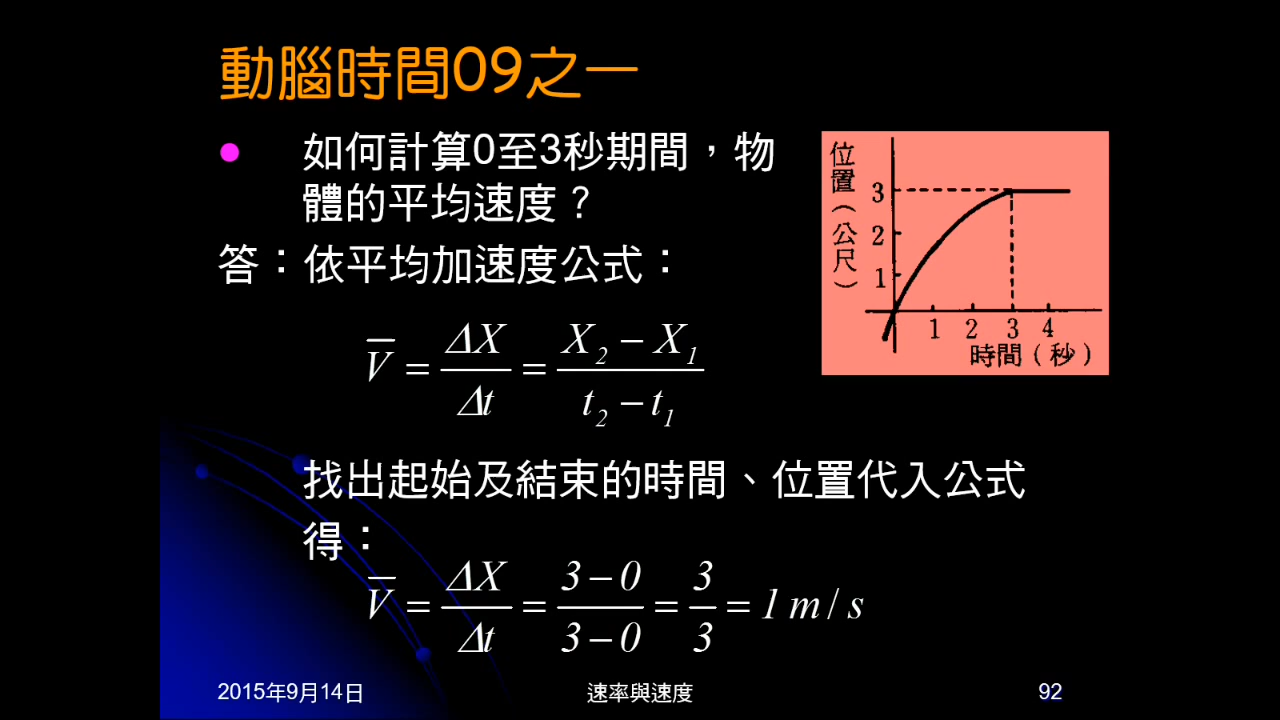 動腦時間09之一
● 如何計算0至3秒期間，物
體的平均速度？
答：依平均加速度公式：
V̅ = ΔX/Δt = (X₂ − X₁)/(t₂ − t₁)
找出起始及結束的時間、位置代入公式
得：
V̅ = ΔX/Δt = (3 − 0)/(3 − 0) = 3/3 = 1 m / s
位置(公尺)
3
2
1
1 2 3 4
時間(秒)
2015年9月14日 速率與速度 92